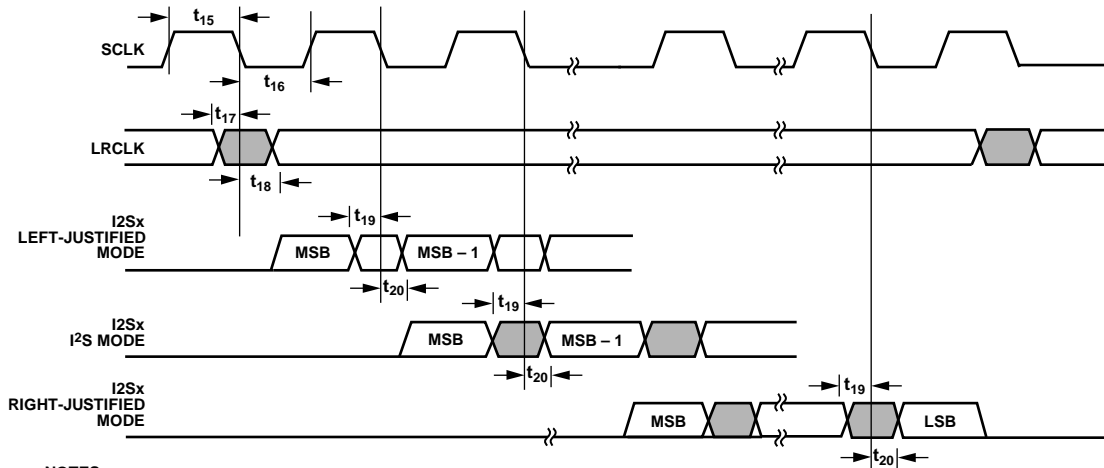 t15
SCLK
t16
t17
LRCLK
t18
I2Sx
LEFT-JUSTIFIED
MODE
t19
MSB
MSB – 1
t20
I2Sx
I2S MODE
t19
MSB
MSB – 1
t20
I2Sx
RIGHT-JUSTIFIED
MODE
t19
MSB
LSB
t20
NOTES